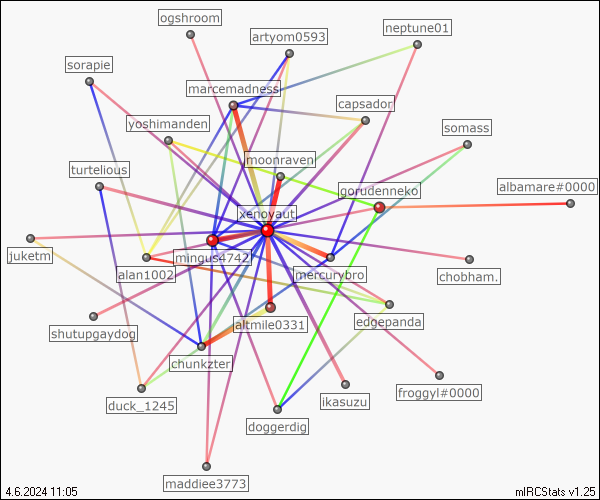 ogshroom
neptune01
artyom0593
sorapie
marcemadness
capsador
yoshimanden
somass
moonraven
turtelious
gordenneko
albamare#0000
xenoyaut
juketm
mingus4742
alan1002
mercurybro
chobham.
shutupgaydog
altmile0331
edgepanda
chunkzter
froggyl#0000
ikasuzu
duck_1245
doggerdig
maddiee3773
4.6.2024 11:05
mIRCStats v1.25